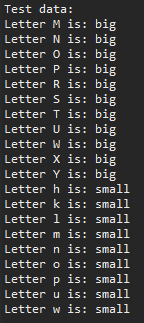 Test data:
Letter M is: big
Letter N is: big
Letter O is: big
Letter P is: big
Letter R is: big
Letter S is: big
Letter T is: big
Letter U is: big
Letter W is: big
Letter X is: big
Letter Y is: big
Letter h is: small
Letter k is: small
Letter l is: small
Letter m is: small
Letter n is: small
Letter o is: small
Letter p is: small
Letter u is: small
Letter w is: small